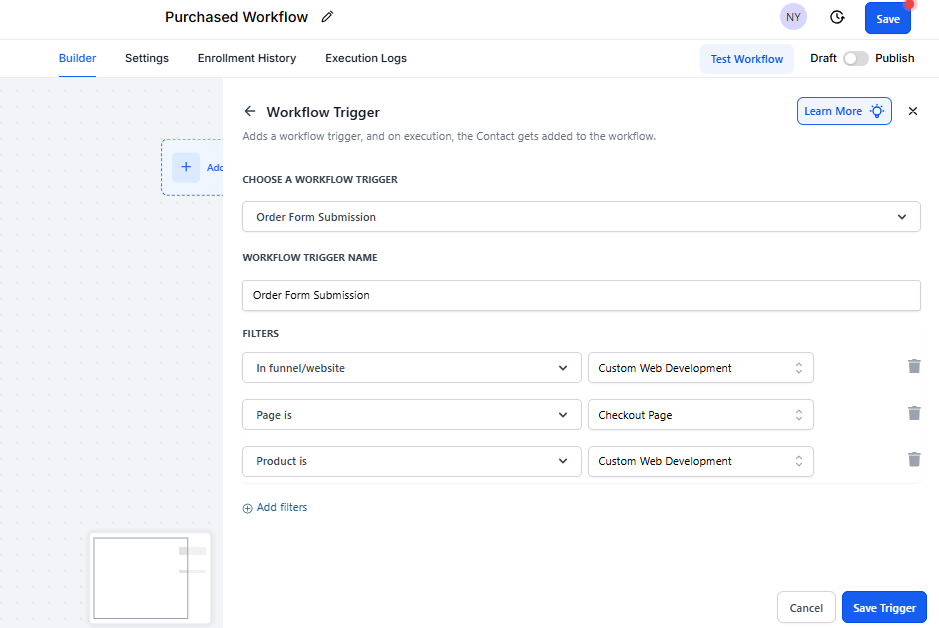 Purchased Workflow
NY
Save
Builder
Settings
Enrollment History
Execution Logs
Test Workflow
Draft
Publish
Workflow Trigger
Learn More
Adds a workflow trigger, and on execution, the Contact gets added to the workflow.
Add
CHOOSE A WORKFLOW TRIGGER
Order Form Submission
WORKFLOW TRIGGER NAME
Order Form Submission
FILTERS
In funnel/website
Custom Web Development
Page is
Checkout Page
Product is
Custom Web Development
Add filters
Cancel
Save Trigger